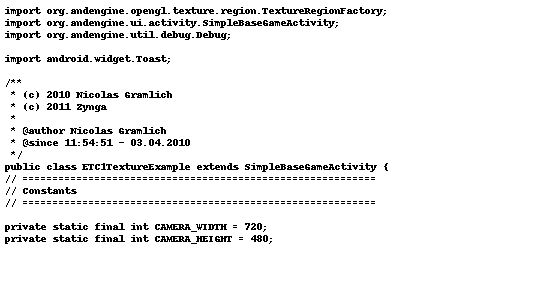 import org.andengine.opengl.texture.region.TextureRegionFactory;
import org.andengine.ui.activity.SimpleBaseGameActivity;
import org.andengine.util.debug.Debug;
import android.widget.Toast;
/**
* (c) 2010 Nicolas Gramlich
* (c) 2011 Zynga
*
* @author Nicolas Gramlich
* @since 11:54:51 - 03.04.2010
*/
public class ETC1TextureExample extends SimpleBaseGameActivity {
// ===========================================================
// Constants
// ===========================================================
private static final int CAMERA_WIDTH = 720;
private static final int CAMERA_HEIGHT = 480;